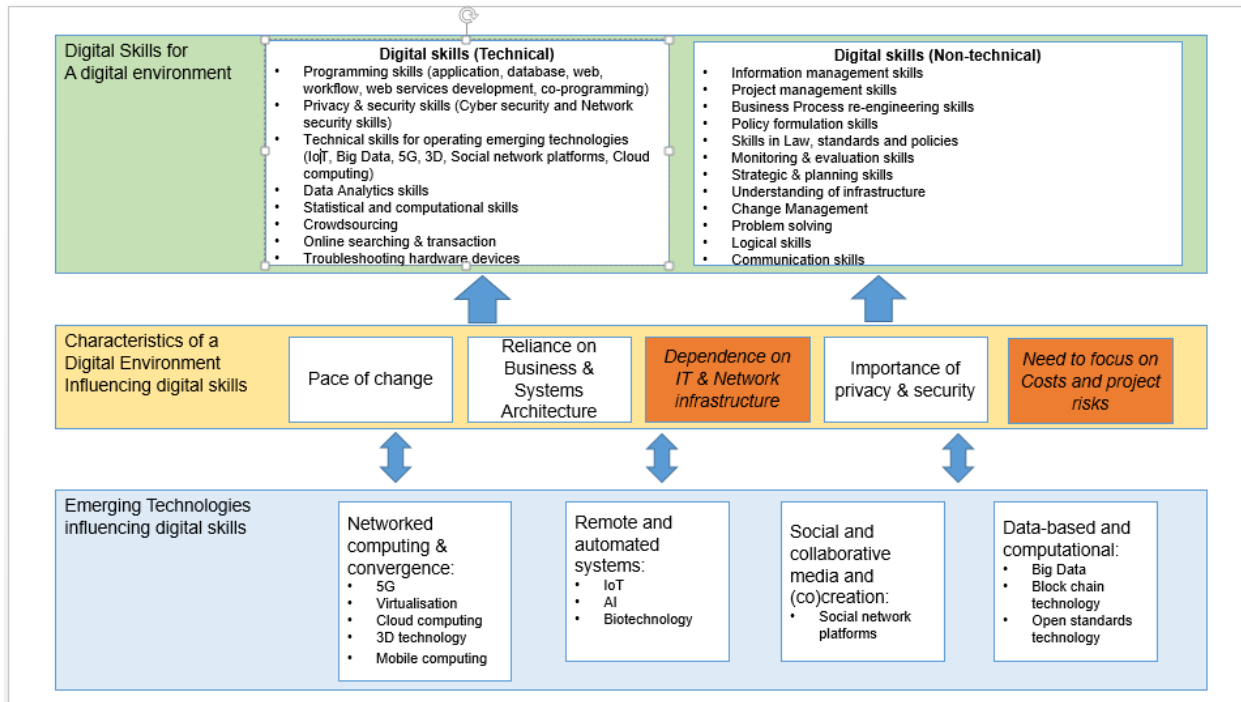 Digital Skills for
A digital environment
Digital skills (Technical)
• Programming skills (application, database, web,
workflow, web services development, co-programming)
• Privacy & security skills (Cyber security and Network
security skills)
• Technical skills for operating emerging technologies
(IoT, Big Data, 5G, 3D, Social network platforms, Cloud
computing)
• Data Analytics skills
• Statistical and computational skills
• Crowdsourcing
• Online searching & transaction
• Troubleshooting hardware devices
Digital skills (Non-technical)
• Information management skills
• Project management skills
• Business Process re-engineering skills
• Policy formulation skills
• Skills in Law, standards and policies
• Monitoring & evaluation skills
• Strategic & planning skills
• Understanding of infrastructure
• Change Management
• Problem solving
• Logical skills
• Communication skills
Characteristics of a
Digital Environment
Influencing digital skills
Pace of change
Reliance on
Business &
Systems
Architecture
Dependence on
IT & Network
infrastructure
Importance of
privacy & security
Need to focus on
Costs and project
risks
Emerging Technologies
influencing digital skills
Networked
computing &
convergence:
• 5G
• Virtualisation
• Cloud computing
• 3D technology
• Mobile computing
Remote and
automated
systems:
• IoT
• AI
• Biotechnology
Social and
collaborative
media and
(co)creation:
• Social network
platforms
Data-based and
computational:
• Big Data
• Block chain
technology
• Open standards
technology